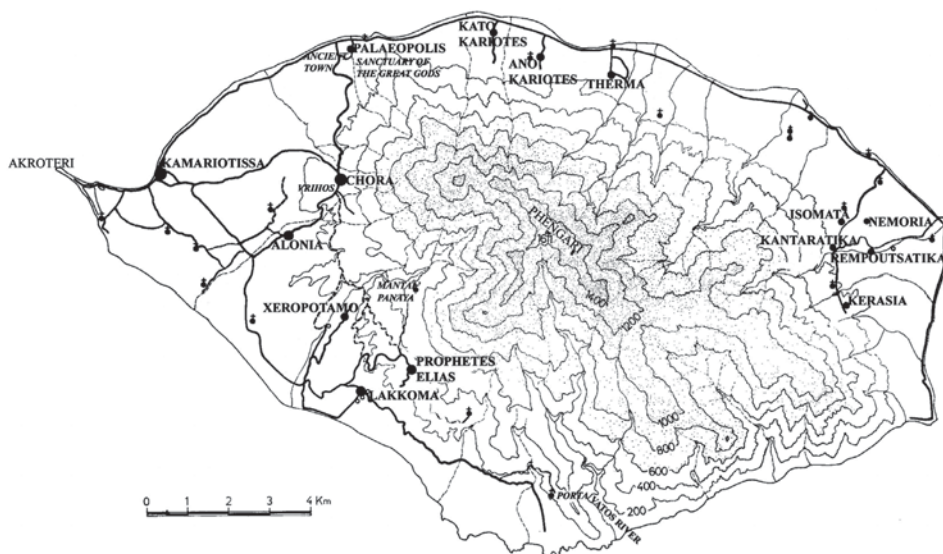 KATO
KARIOTES
PALAEOPOLIS
ANCIENT
TOWN
SANCTUARY OF
THE GREAT GODS
ANO
KARIOTES
THERMA
AKROTERI
KAMARIOTISSA
CHORA
VRIHOS
ALONIA
PHENGARI
ISOMATA
NEMORIA
KANTARATIKA
REMPOUTSATIKA
MANTAL
PANAYA
XEROPOTAMO
KERASIA
1400
1200
PROPHETES
ELIAS
LAKKOMA
1000
800
600
400
200
PORTA
VATOS RIVER
0 1 2 3 4 Km